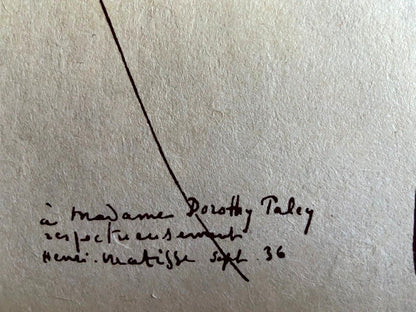 à Madame Dorothy Paley
respectueusement
Henri. Matisse Sept. 36